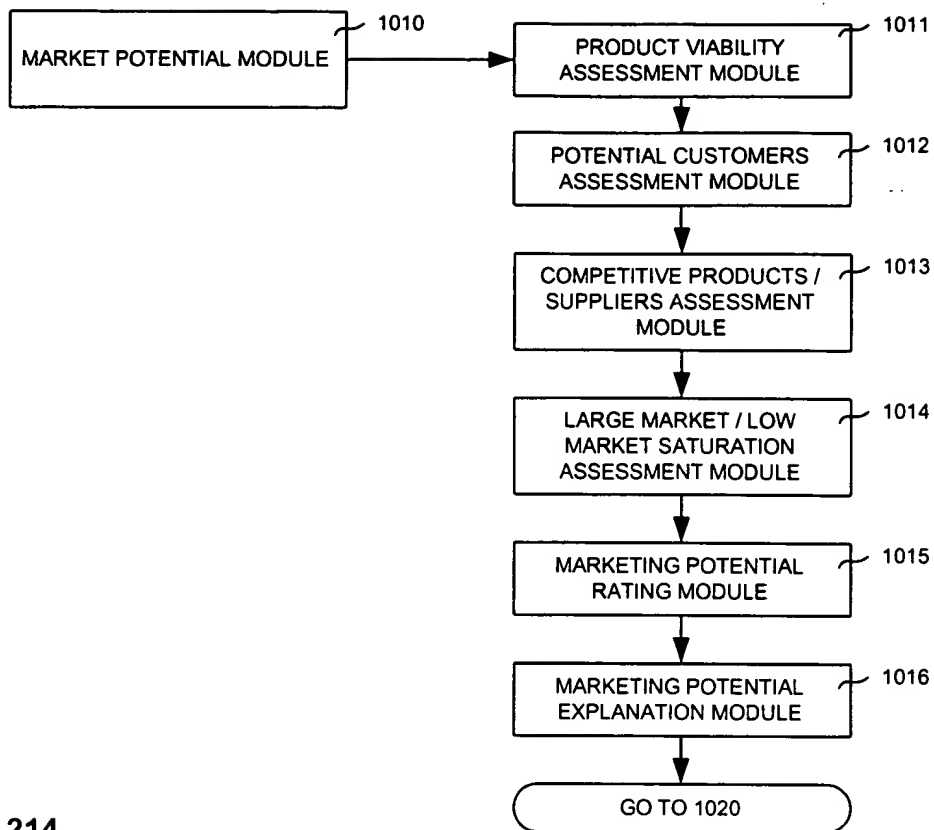 1010
MARKET POTENTIAL MODULE
1011
PRODUCT VIABILITY
ASSESSMENT MODULE
1012
POTENTIAL CUSTOMERS
ASSESSMENT MODULE
1013
COMPETITIVE PRODUCTS /
SUPPLIERS ASSESSMENT
MODULE
1014
LARGE MARKET / LOW
MARKET SATURATION
ASSESSMENT MODULE
1015
MARKETING POTENTIAL
RATING MODULE
1016
MARKETING POTENTIAL
EXPLANATION MODULE
GO TO 1020
214